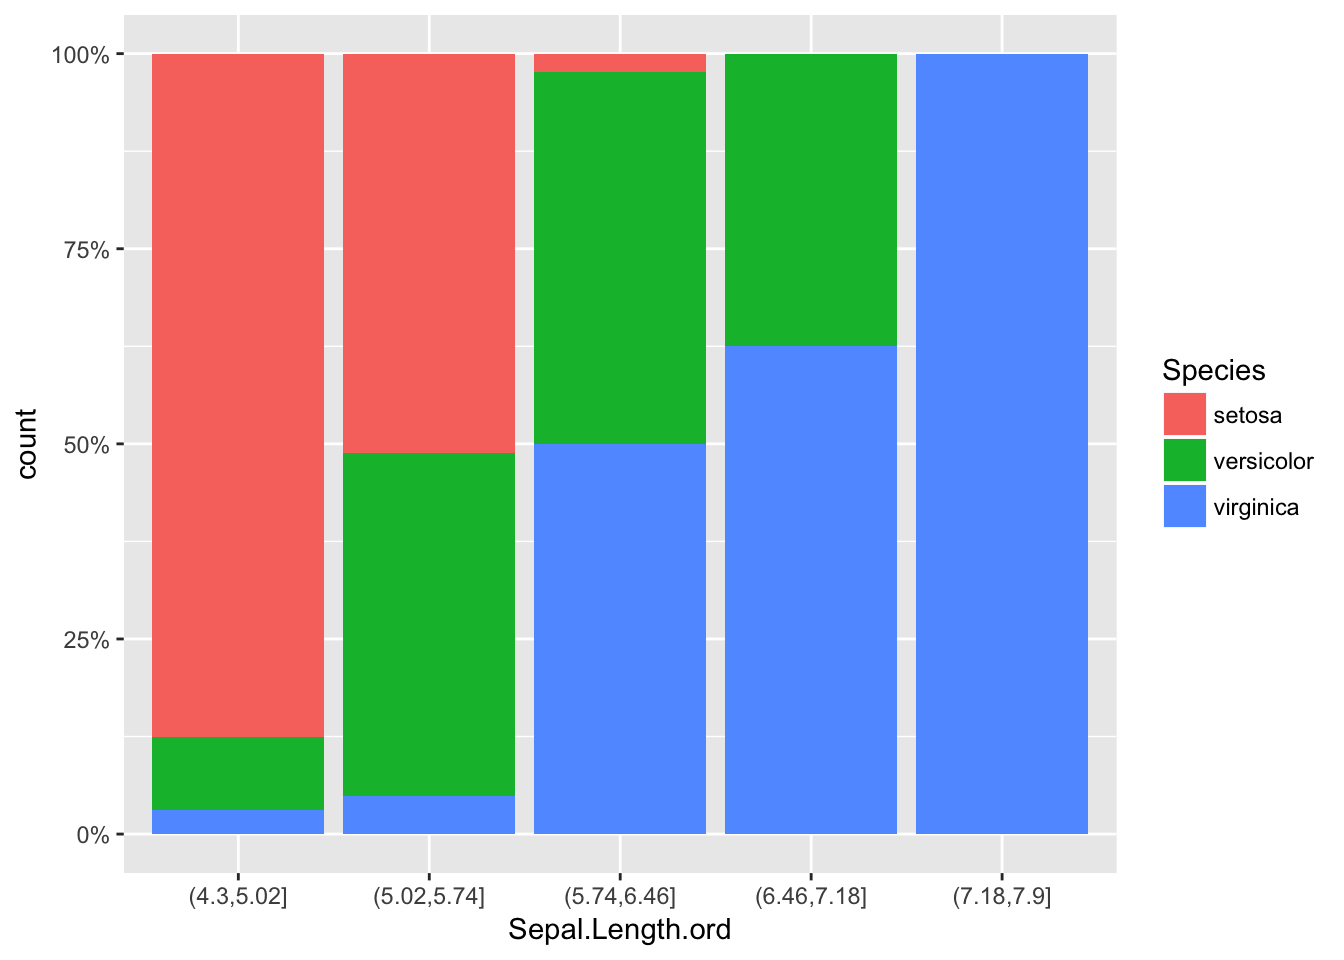 100%
75%
50%
25%
0%
count
(4.3,5.02]
(5.02,5.74]
(5.74,6.46]
(6.46,7.18]
(7.18,7.9]
Sepal.Length.ord
Species
setosa
versicolor
virginica